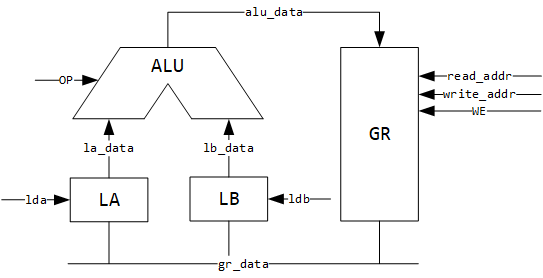 alu_data
ALU
OP
read_addr
write_addr
WE
GR
la_data
lb_data
lda
LA
LB
ldb
gr_data